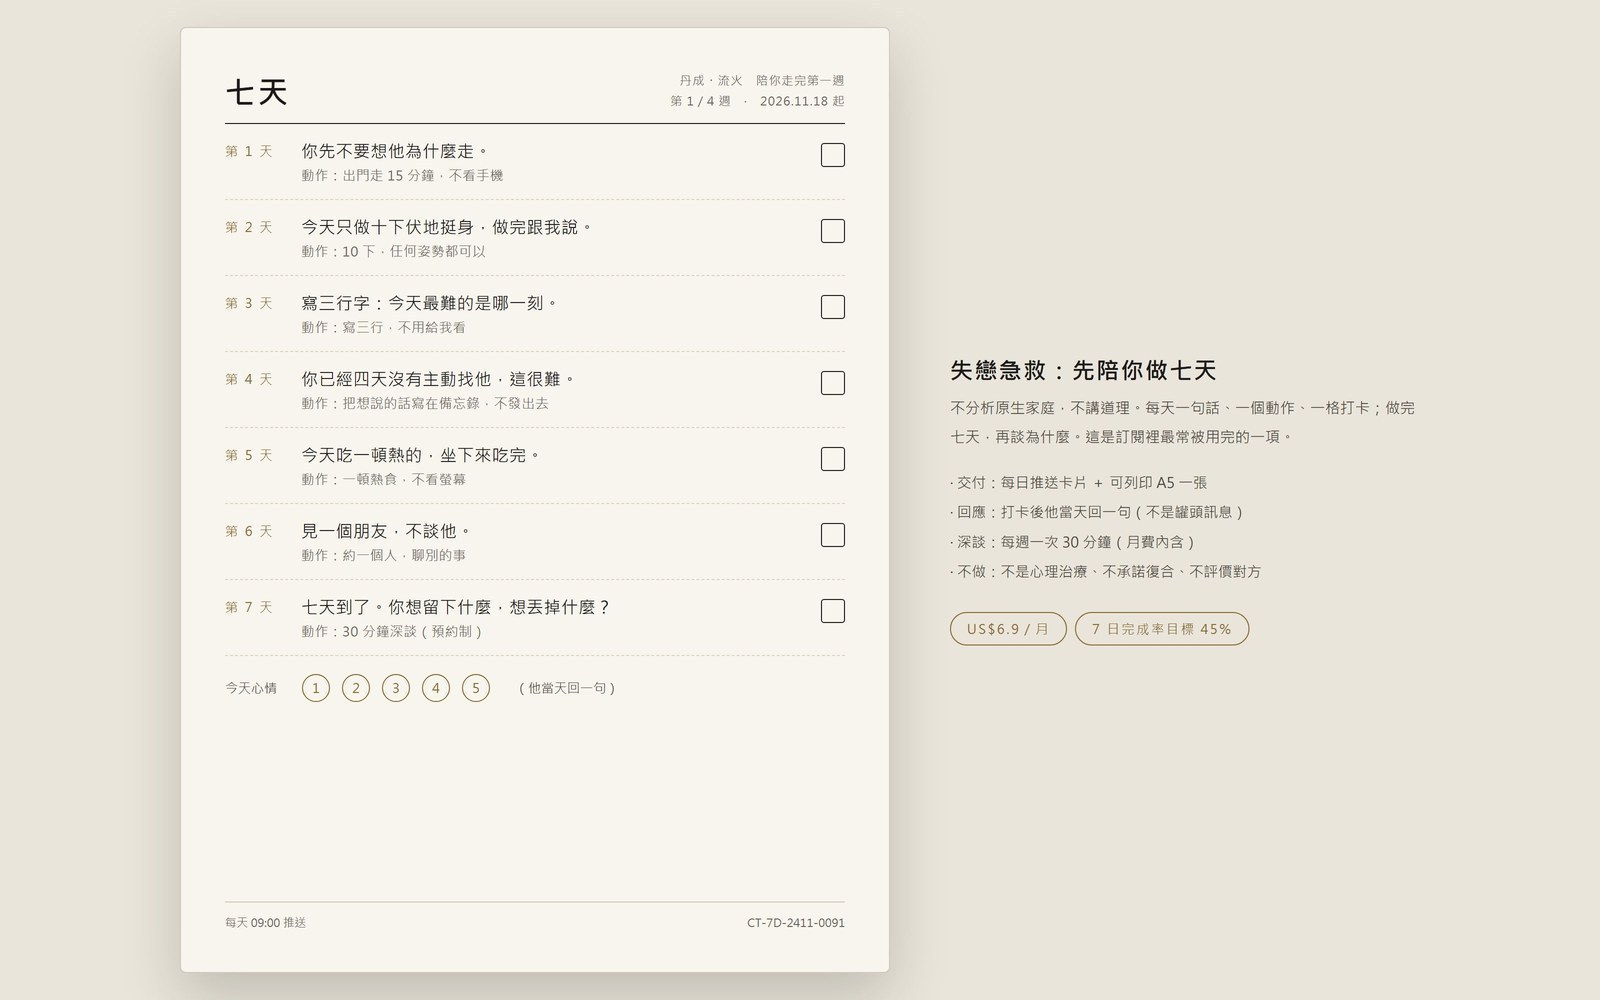 七天
丹成・流火　陪你走完第一週
第 1 / 4 週　·　2026.11.18 起
第 1 天
你先不要想他為什麼走。
動作：出門走 15 分鐘，不看手機
第 2 天
今天只做十下伏地挺身，做完跟我說。
動作：10 下，任何姿勢都可以
第 3 天
寫三行字：今天最難的是哪一刻。
動作：寫三行，不用給我看
第 4 天
你已經四天沒有主動找他，這很難。
動作：把想說的話寫在備忘錄，不發出去
第 5 天
今天吃一頓熱的，坐下來吃完。
動作：一頓熱食，不看螢幕
第 6 天
見一個朋友，不談他。
動作：約一個人，聊別的事
第 7 天
七天到了。你想留下什麼，想丟掉什麼？
動作：30 分鐘深談（預約制）
今天心情 1 2 3 4 5 （他當天回一句）
每天 09:00 推送
CT-7D-2411-0091
失戀急救：先陪你做七天
不分析原生家庭，不講道理。每天一句話、一個動作、一格打卡；做完
七天，再談為什麼。這是訂閱裡最常被用完的一項。
· 交付：每日推送卡片 + 可列印 A5 一張
· 回應：打卡後他當天回一句（不是罐頭訊息）
· 深談：每週一次 30 分鐘（月費內含）
· 不做：不是心理治療、不承諾復合、不評價對方
US$6.9 / 月
7 日完成率目標 45%